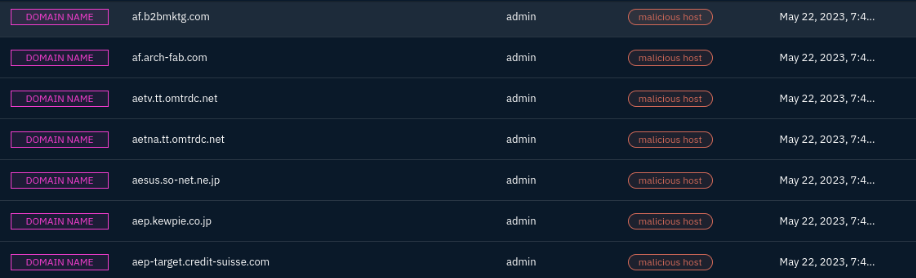 DOMAIN NAME af.b2bmktg.com admin malicious host May 22, 2023, 7:4...
DOMAIN NAME af.arch-fab.com admin malicious host May 22, 2023, 7:4...
DOMAIN NAME aetv.tt.omtrdc.net admin malicious host May 22, 2023, 7:4...
DOMAIN NAME aetna.tt.omtrdc.net admin malicious host May 22, 2023, 7:4...
DOMAIN NAME aesus.so-net.ne.jp admin malicious host May 22, 2023, 7:4...
DOMAIN NAME aep.kewpie.co.jp admin malicious host May 22, 2023, 7:4...
DOMAIN NAME aep-target.credit-suisse.com admin malicious host May 22, 2023, 7:4...